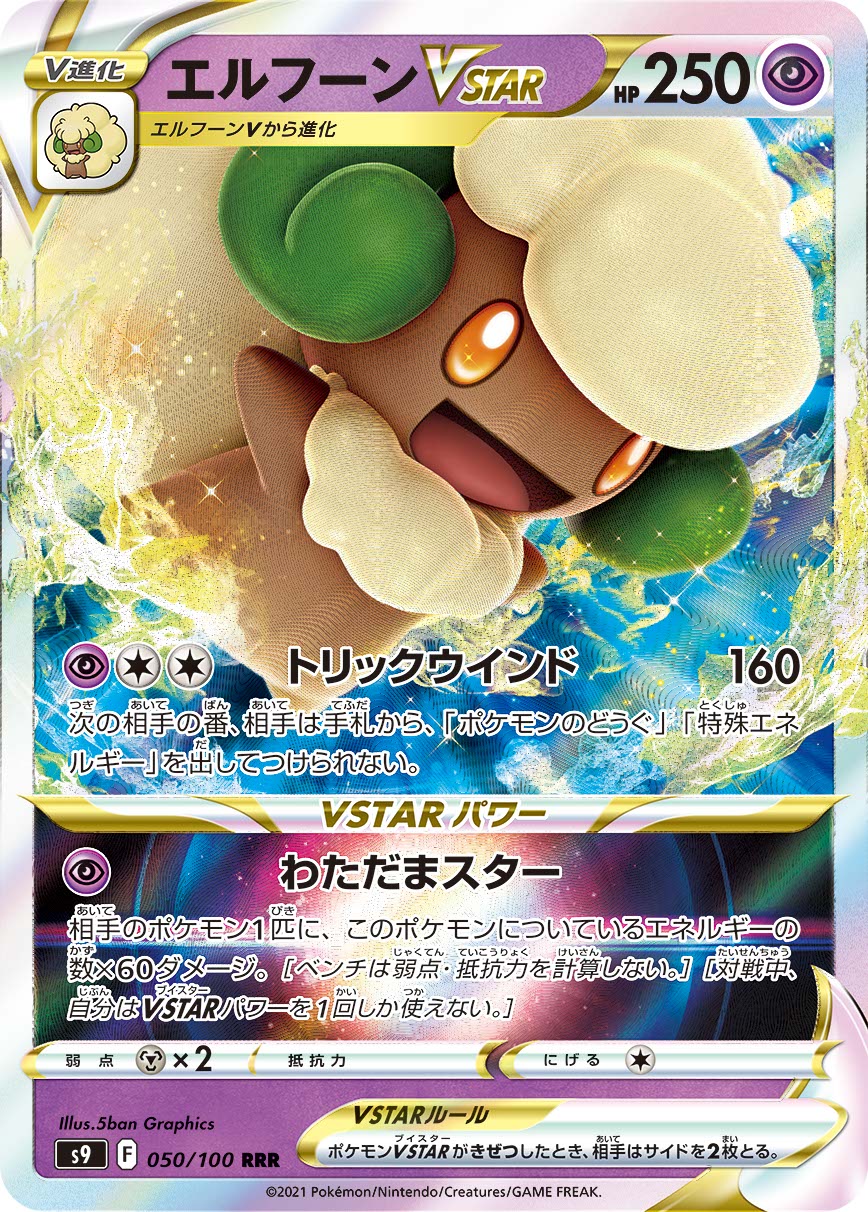 V進化
エルフーンVSTAR
HP 250
エルフーンVから進化
トリックウインド 160
次の相手の番、相手は手札から、「ポケモンのどうぐ」「特殊エネ
ルギー」を出してつけられない。
VSTARパワー
わただまスター
相手のポケモン1匹に、このポケモンについているエネルギーの
数×60ダメージ。[ベンチは弱点・抵抗力を計算しない。] [対戦中、
自分はVSTARパワーを1回しか使えない。]
弱点 ×2 抵抗力 にげる
Illus.5ban Graphics
VSTARルール
ポケモンVSTARがきぜつしたとき、相手はサイドを2枚とる。
s9 F 050/100 RRR
©2021 Pokémon/Nintendo/Creatures/GAME FREAK.